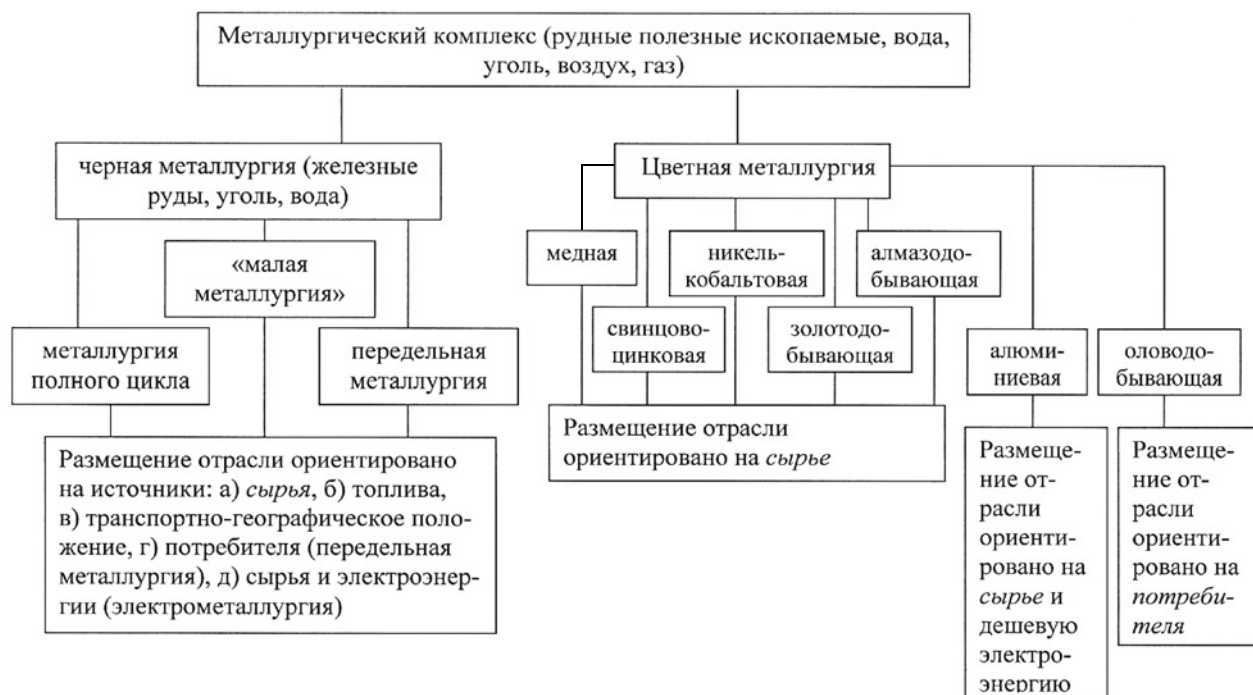 Металлургический комплекс (рудные полезные ископаемые, вода,
уголь, воздух, газ)
черная металлургия (железные
руды, уголь, вода)
Цветная металлургия
«малая
металлургия»
металлургия
полного цикла
передельная
металлургия
медная
никель-
кобальтовая
алмазодо-
бывающая
свинцово-
цинковая
золотодо-
бывающая
алюми-
ниевая
оловодо-
бывающая
Размещение отрасли ориентировано
на источники: а) сырья, б) топлива,
в) транспортно-географическое поло-
жение, г) потребителя (передельная
металлургия), д) сырья и электроэнер-
гии (электрометаллургия)
Размещение отрасли
ориентировано на сырье
Размеще-
ние от-
расли
ориенти-
ровано на
сырье и
дешевую
электро-
энергию
Размеще-
ние от-
расли
ориенти-
ровано на
потреби-
теля